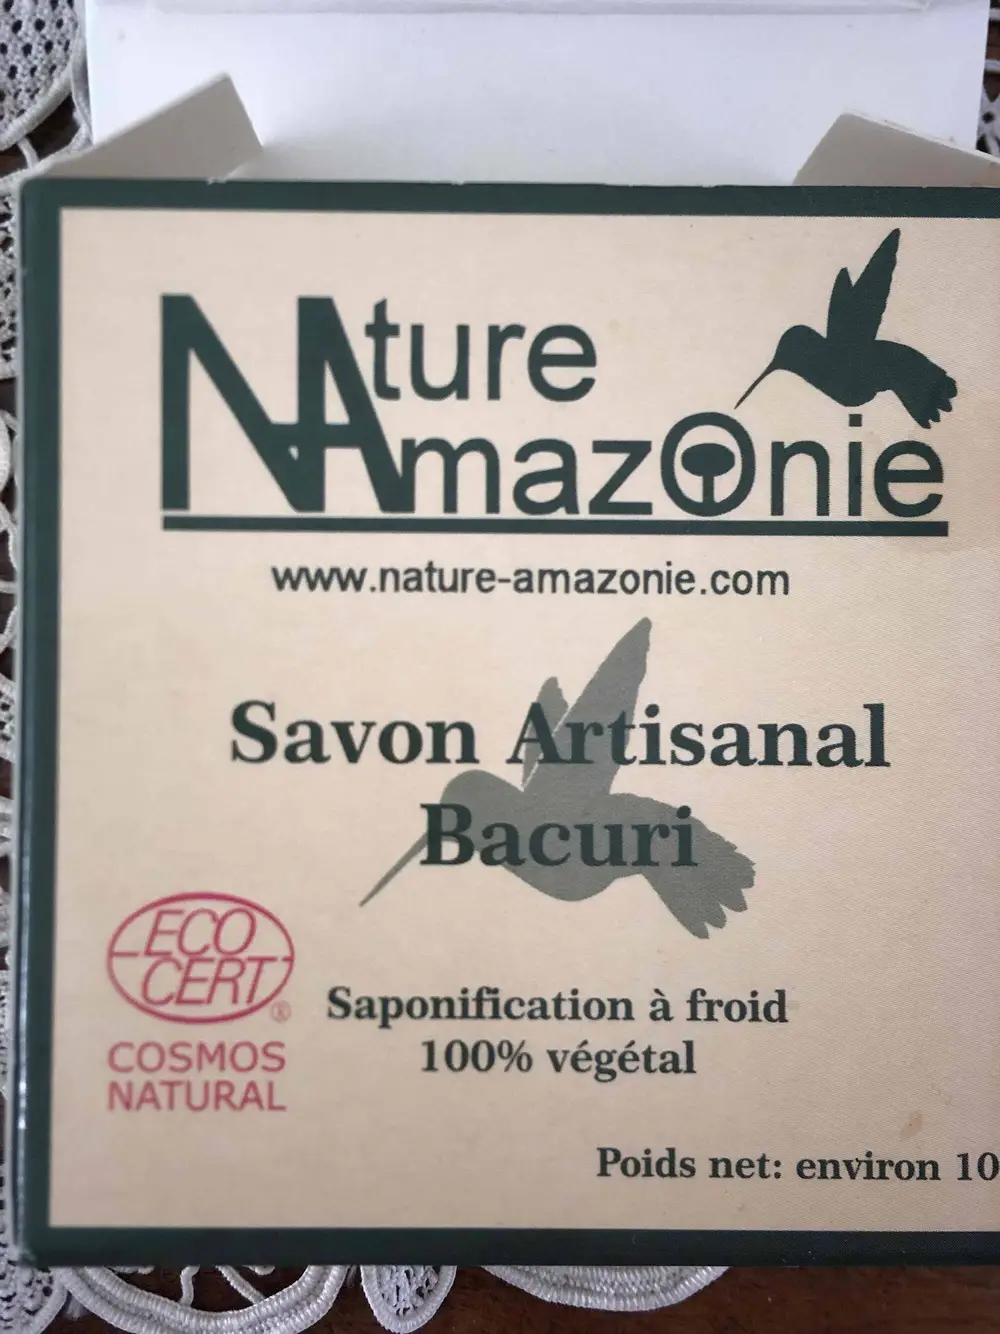 NAture
Amazonie
www.nature-amazonie.com
Savon Artisanal
Bacuri
ECO
CERT®
COSMOS
NATURAL
Saponification à froid
100% végétal
Poids net: environ 10